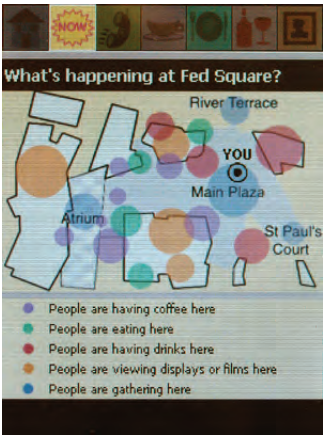 NOW
What's happening at Fed Square?
River Terrace
YOU
Main Plaza
Atrium
St Paul's
Court
People are having coffee here
People are eating here
People are having drinks here
People are viewing displays or films here
People are gathering here